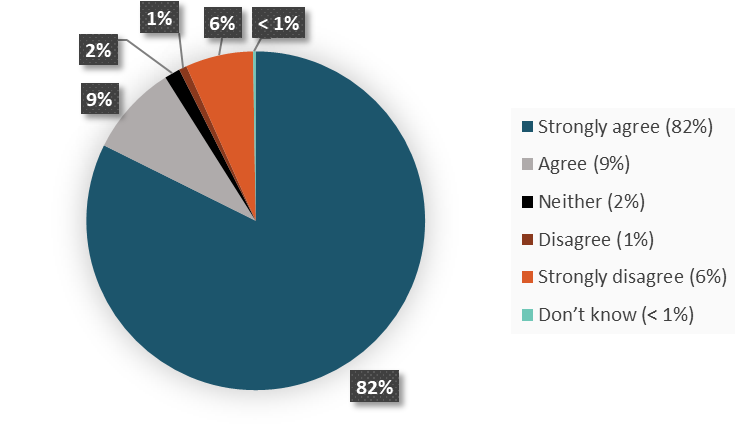 1%
6%
< 1%
2%
9%
82%
Strongly agree (82%)
Agree (9%)
Neither (2%)
Disagree (1%)
Strongly disagree (6%)
Don’t know (< 1%)